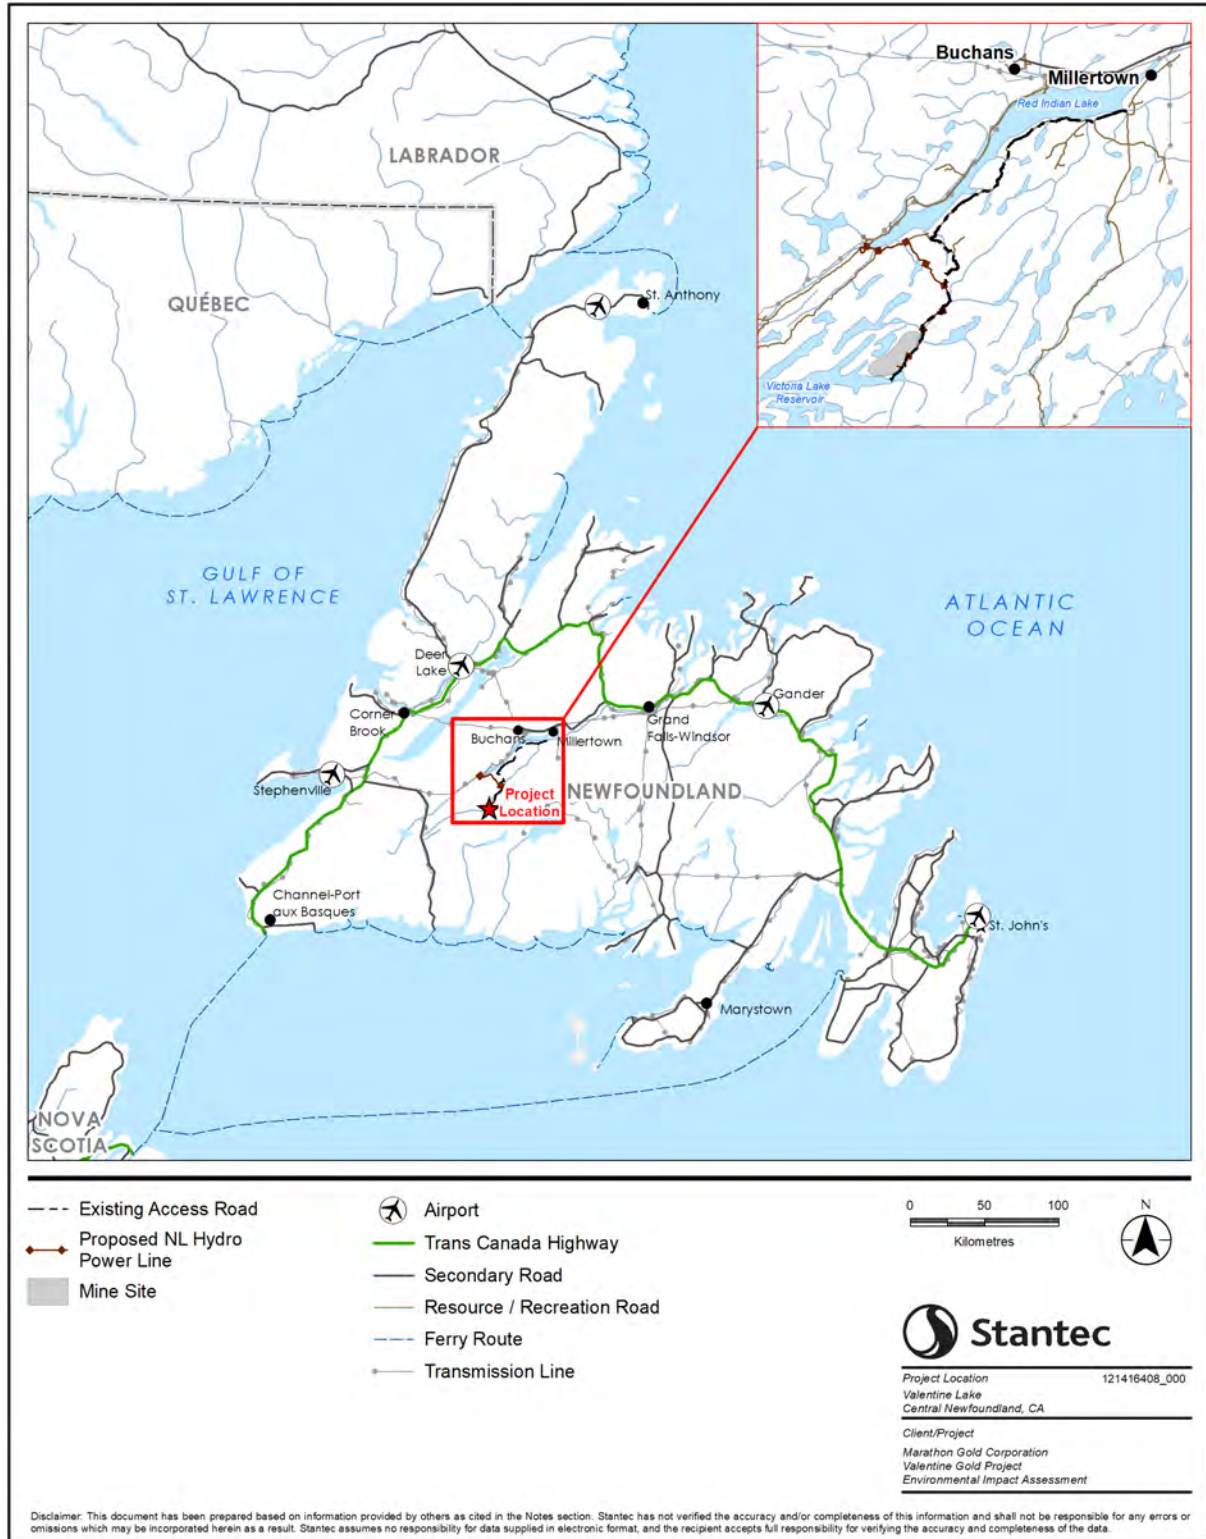 Buchans
Millertown
Red Indian Lake
Victoria Lake
Reservoir
LABRADOR
QUÉBEC
St. Anthony
GULF OF
ST. LAWRENCE
ATLANTIC
OCEAN
Deer
Lake
Corner
Brook
Buchans
Millertown
Grand
Falls-Windsor
Gander
Stephenville
Project
Location
NEWFOUNDLAND
Channel-Port
aux Basques
St. John's
Marystown
NOVA
SCOTIA
Existing Access Road
Proposed NL Hydro
Power Line
Mine Site
Airport
Trans Canada Highway
Secondary Road
Resource / Recreation Road
Ferry Route
Transmission Line
0 50 100
Kilometres
N
Stantec
Project Location 121416408_000
Valentine Lake
Central Newfoundland, CA
Client/Project
Marathon Gold Corporation
Valentine Gold Project
Environmental Impact Assessment
Disclaimer: This document has been prepared based on information provided by others as cited in the Notes section. Stantec has not verified the accuracy and/or completeness of this information and shall not be responsible for any errors or
omissions which may be incorporated herein as a result. Stantec assumes no responsibility for data supplied in electronic format, and the recipient accepts full responsibility for verifying the accuracy and completeness of the data.